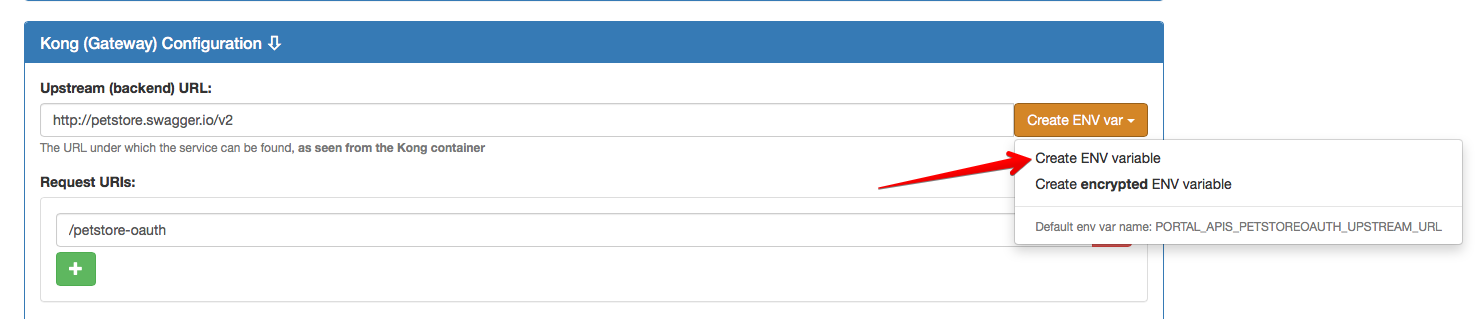 Kong (Gateway) Configuration
Upstream (backend) URL:
http://petstore.swagger.io/v2
Create ENV var
The URL under which the service can be found, as seen from the Kong container
Create ENV variable
Create encrypted ENV variable
Default env var name: PORTAL_APIS_PETSTOREOAUTH_UPSTREAM_URL
Request URIs:
/petstore-oauth